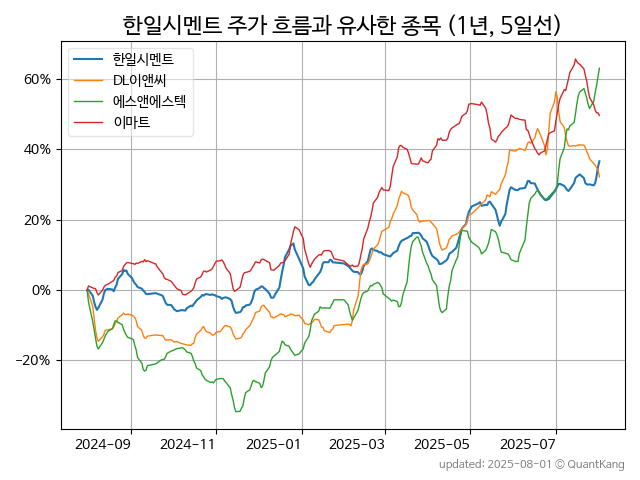 한일시멘트 주가 흐름과 유사한 종목 (1년, 5일선)
한일시멘트
DL이앤씨
에스앤에스텍
이마트
60%
40%
20%
0%
−20%
2024-09 2024-11 2025-01 2025-03 2025-05 2025-07
updated: 2025-08-01 © QuantKang